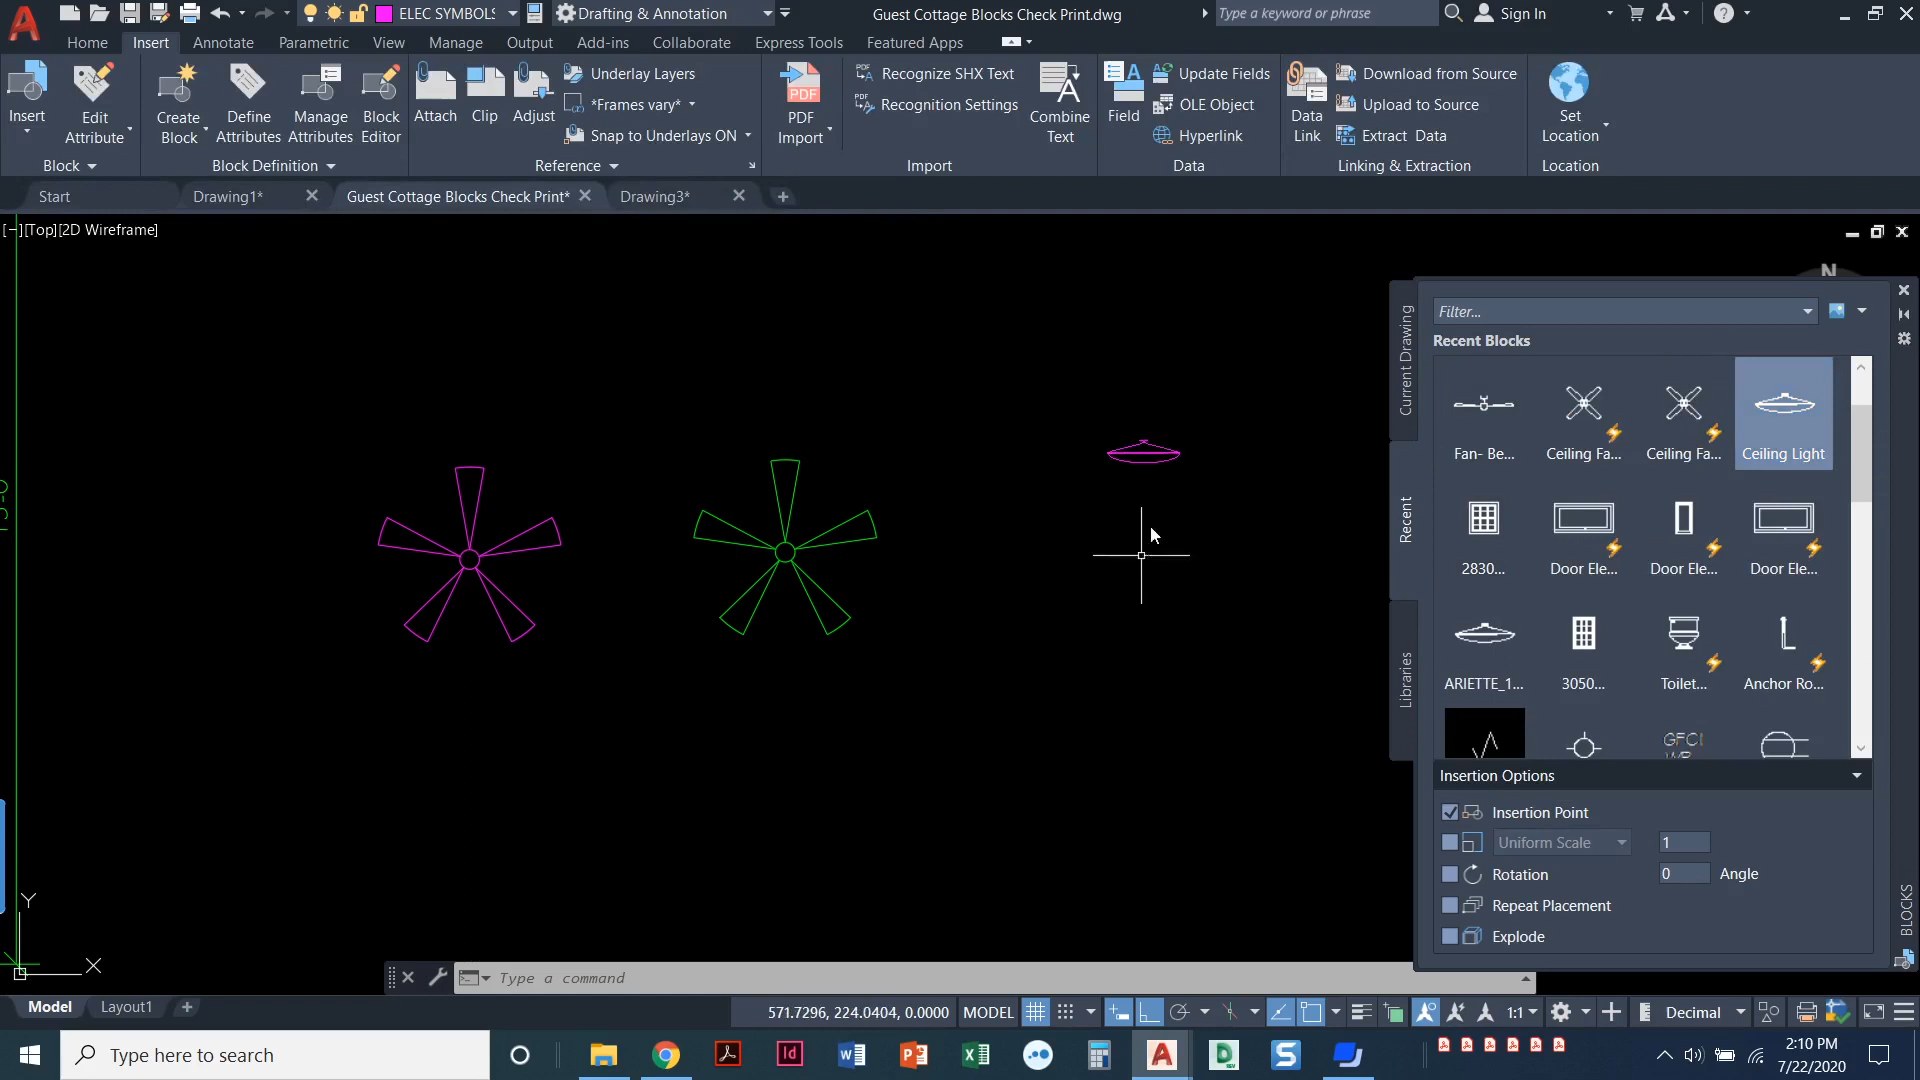 ELEC SYMBOLS
Drafting & Annotation
Guest Cottage Blocks Check Print.dwg
Type a keyword or phrase
Sign In
Home
Insert
Annotate
Parametric
View
Manage
Output
Add-ins
Collaborate
Express Tools
Featured Apps
Insert
Edit
Attribute
Create
Block
Define
Attributes
Manage
Attributes
Block
Editor
Attach
Clip
Adjust
Underlay Layers
*Frames vary*
Snap to Underlays ON
PDF
PDF
Import
Recognize SHX Text
Recognition Settings
Combine
Text
Field
Update Fields
OLE Object
Hyperlink
Data
Link
Download from Source
Upload to Source
Extract Data
Set
Location
Block
Block Definition
Reference
Import
Data
Linking & Extraction
Location
Start
Drawing1*
Guest Cottage Blocks Check Print*
Drawing3*
[−][Top][2D Wireframe]
N
Filter...
Recent Blocks
Current Drawing
Recent
Libraries
Fan- Be...
Ceiling Fa...
Ceiling Fa...
Ceiling Light
2830...
Door Ele...
Door Ele...
Door Ele...
ARIETTE_1...
3050...
Toilet...
Anchor Ro...
GFCI
WP
Insertion Options
Insertion Point
Uniform Scale
1
Rotation
0
Angle
Repeat Placement
Explode
BLOCKS
Y
X
Type a command
Model
Layout1
571.7296, 224.0404, 0.0000
MODEL
1:1
Decimal
Type here to search
2:10 PM
7/22/2020